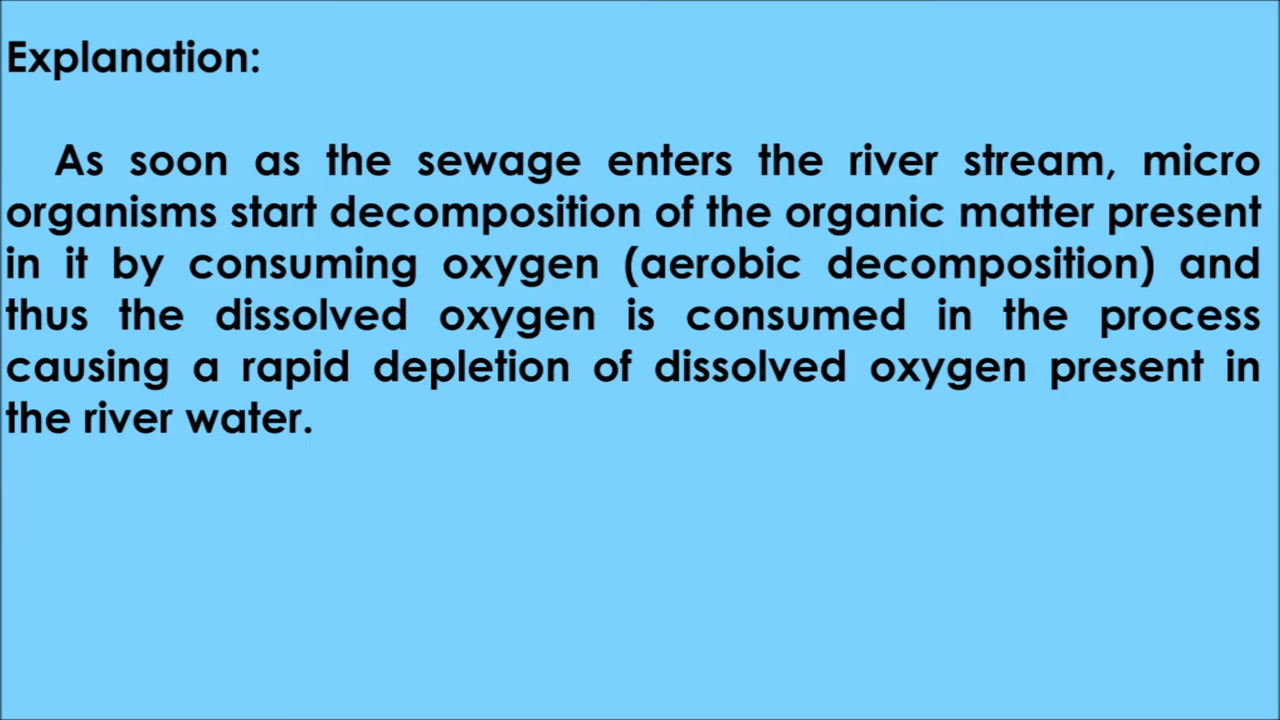 Explanation:
As soon as the sewage enters the river stream, micro
organisms start decomposition of the organic matter present
in it by consuming oxygen (aerobic decomposition) and
thus the dissolved oxygen is consumed in the process
causing a rapid depletion of dissolved oxygen present in
the river water.